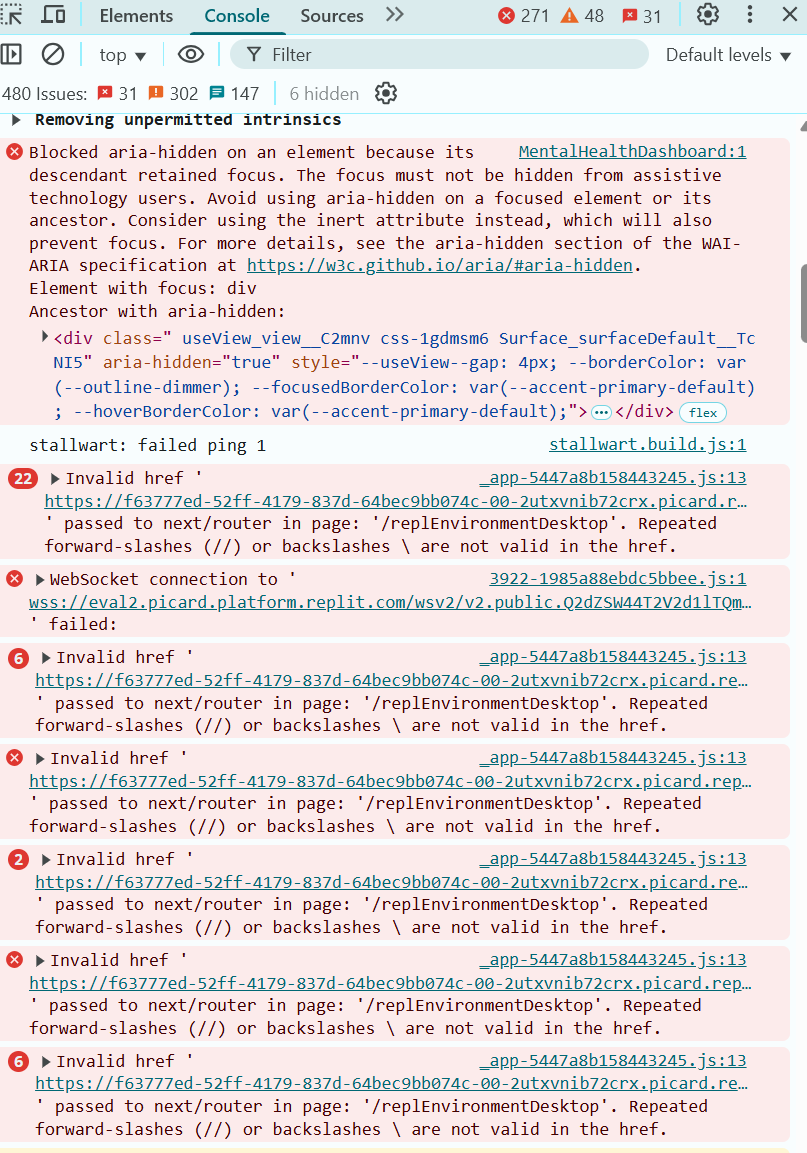 Elements Console Sources 271 48 31
top Filter Default levels
480 Issues: 31 302 147 6 hidden
Removing unpermitted intrinsics
Blocked aria-hidden on an element because its MentalHealthDashboard:1
descendant retained focus. The focus must not be hidden from assistive
technology users. Avoid using aria-hidden on a focused element or its
ancestor. Consider using the inert attribute instead, which will also
prevent focus. For more details, see the aria-hidden section of the WAI-
ARIA specification at https://w3c.github.io/aria/#aria-hidden.
Element with focus: div
Ancestor with aria-hidden:
<div class=" useView_view__C2mnv css-1gdmsm6 Surface_surfaceDefault__Tc
NI5" aria-hidden="true" style="--useView--gap: 4px; --borderColor: var
(--outline-dimmer); --focusedBorderColor: var(--accent-primary-default)
; --hoverBorderColor: var(--accent-primary-default);">…</div> flex
stallwart: failed ping 1 stallwart.build.js:1
22 Invalid href ' _app-5447a8b158443245.js:13
https://f63777ed-52ff-4179-837d-64bec9bb074c-00-2utxvnib72crx.picard.r…
' passed to next/router in page: '/replEnvironmentDesktop'. Repeated
forward-slashes (//) or backslashes \ are not valid in the href.
WebSocket connection to ' 3922-1985a88ebdc5bbee.js:1
wss://eval2.picard.platform.replit.com/wsv2/v2.public.Q2dZSW44T2V2d1lTQm…
' failed:
6 Invalid href ' _app-5447a8b158443245.js:13
https://f63777ed-52ff-4179-837d-64bec9bb074c-00-2utxvnib72crx.picard.re…
' passed to next/router in page: '/replEnvironmentDesktop'. Repeated
forward-slashes (//) or backslashes \ are not valid in the href.
Invalid href ' _app-5447a8b158443245.js:13
https://f63777ed-52ff-4179-837d-64bec9bb074c-00-2utxvnib72crx.picard.rep…
' passed to next/router in page: '/replEnvironmentDesktop'. Repeated
forward-slashes (//) or backslashes \ are not valid in the href.
2 Invalid href ' _app-5447a8b158443245.js:13
https://f63777ed-52ff-4179-837d-64bec9bb074c-00-2utxvnib72crx.picard.re…
' passed to next/router in page: '/replEnvironmentDesktop'. Repeated
forward-slashes (//) or backslashes \ are not valid in the href.
Invalid href ' _app-5447a8b158443245.js:13
https://f63777ed-52ff-4179-837d-64bec9bb074c-00-2utxvnib72crx.picard.rep…
' passed to next/router in page: '/replEnvironmentDesktop'. Repeated
forward-slashes (//) or backslashes \ are not valid in the href.
6 Invalid href ' _app-5447a8b158443245.js:13
https://f63777ed-52ff-4179-837d-64bec9bb074c-00-2utxvnib72crx.picard.re…
' passed to next/router in page: '/replEnvironmentDesktop'. Repeated
forward-slashes (//) or backslashes \ are not valid in the href.